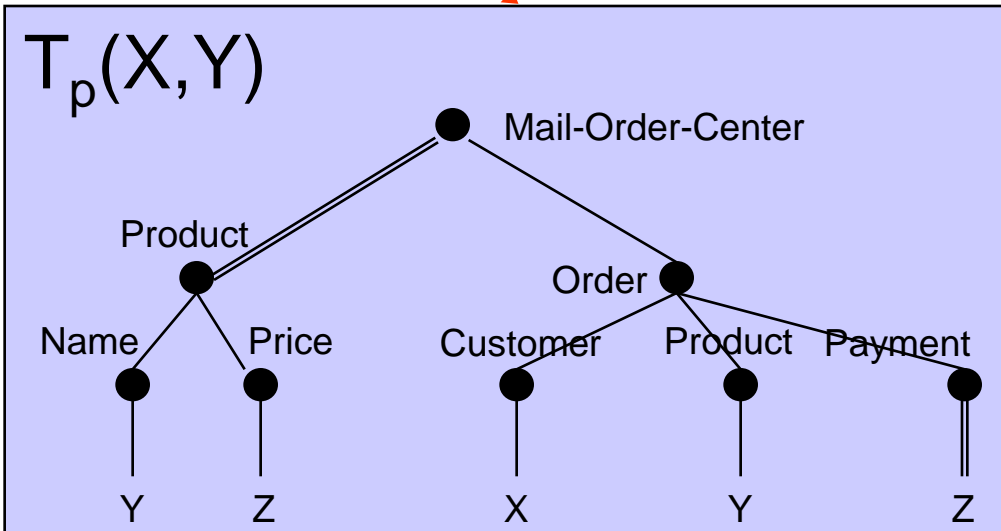 Tp(X,Y)
Mail-Order-Center
Product
Order
Name Price Customer Product Payment
Y Z X Y Z